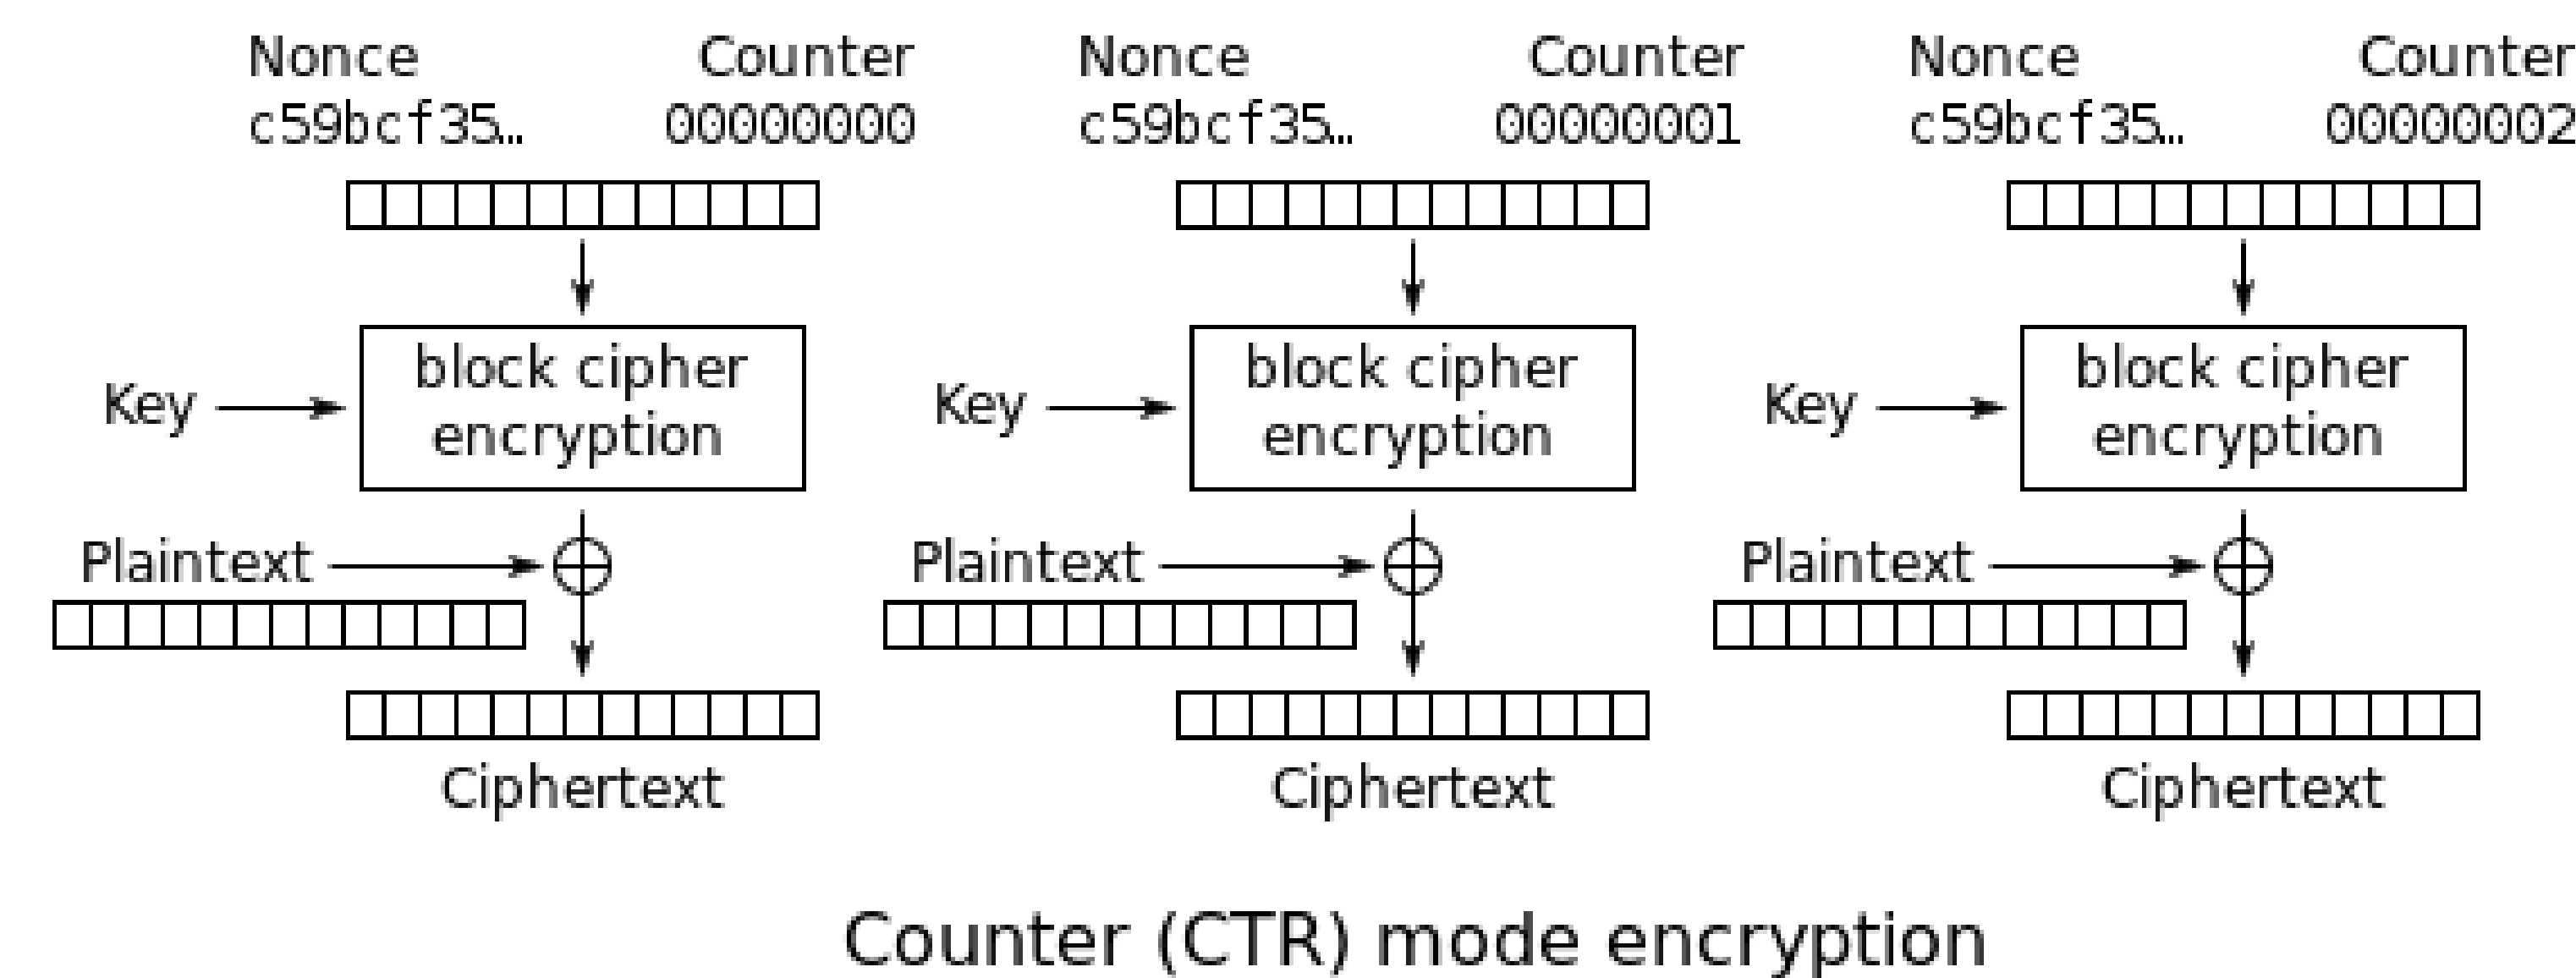 Nonce Counter Nonce Counter Nonce Counter
c59bcf35… 00000000 c59bcf35… 00000001 c59bcf35… 00000002
block cipher block cipher block cipher
Key Key Key
encryption encryption encryption
Plaintext Plaintext Plaintext
Ciphertext Ciphertext Ciphertext
Counter (CTR) mode encryption